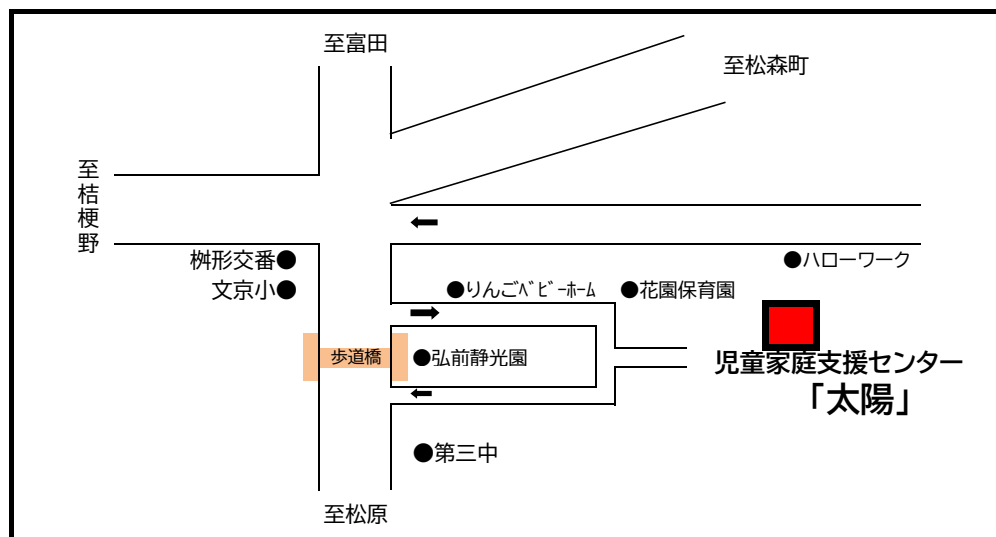 至富田
至松森町
至桔梗野
桝形交番●
●ハローワーク
文京小●
●りんごﾍﾞﾋﾞｰﾎｰﾑ
●花園保育園
歩道橋
●弘前静光園
児童家庭支援センター
「太陽」
●第三中
至松原